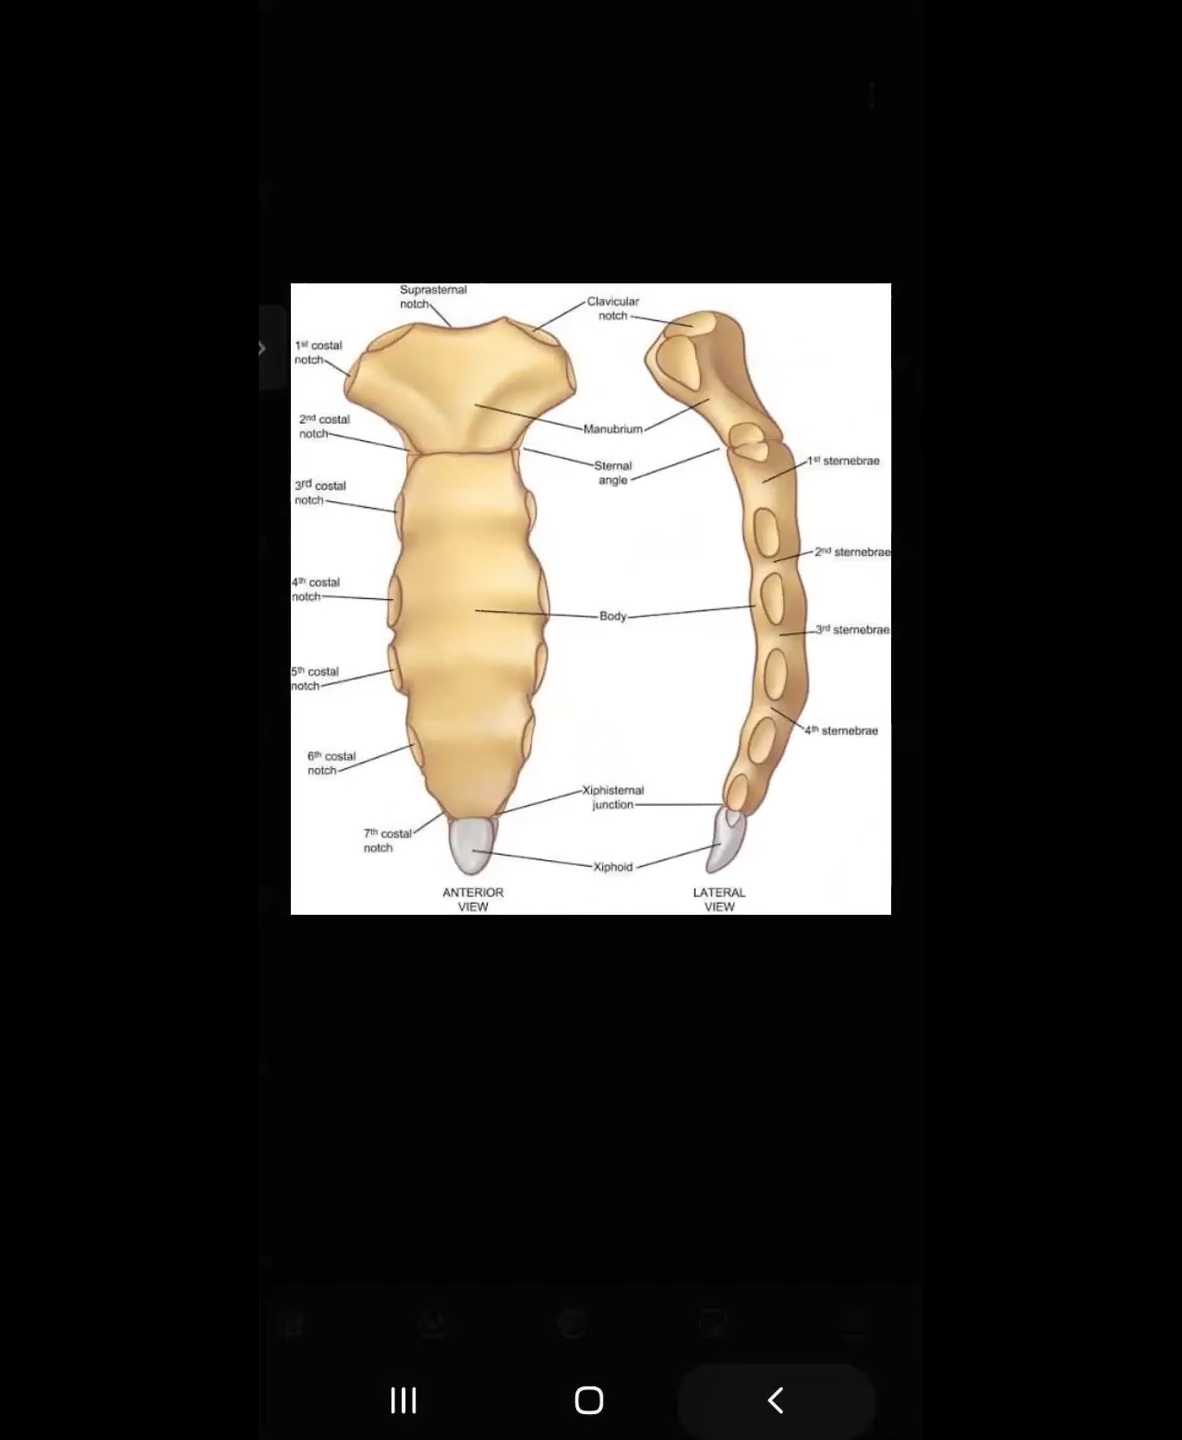 Suprasternal
notch
Clavicular
notch
1st costal
notch
2nd costal
notch
Manubrium
Sternal
angle
1st sternebrae
3rd costal
notch
2nd sternebrae
4th costal
notch
Body
3rd sternebrae
5th costal
notch
4th sternebrae
6th costal
notch
Xiphisternal
junction
7th costal
notch
Xiphoid
ANTERIOR
VIEW
LATERAL
VIEW